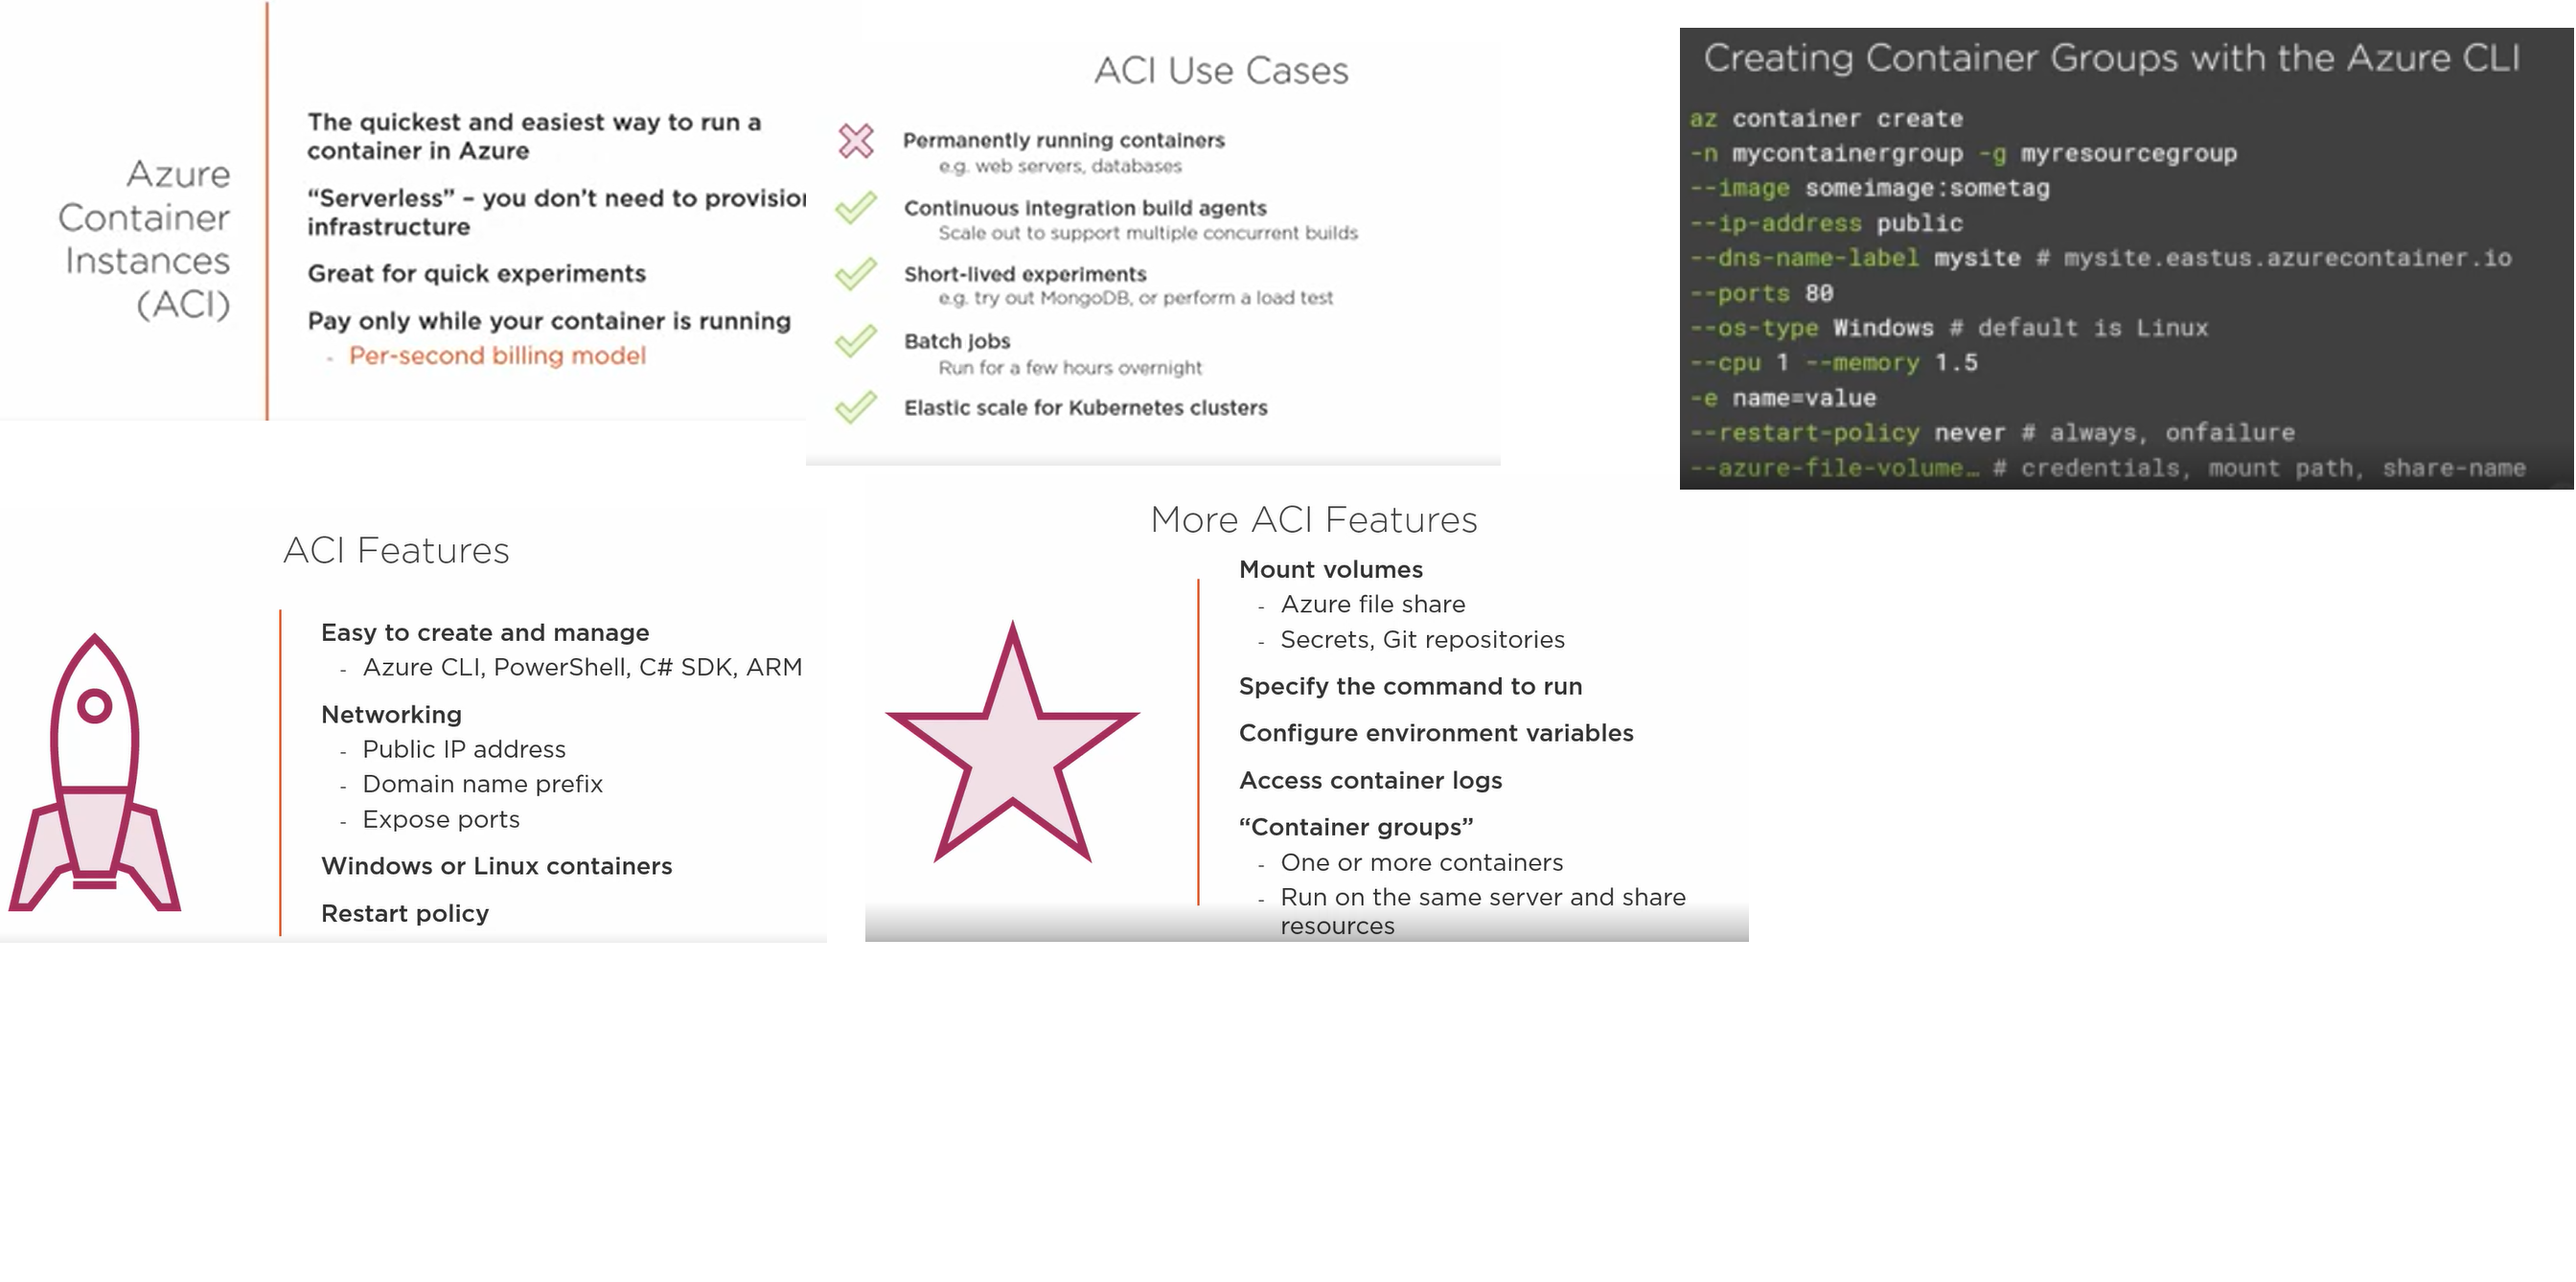 Azure
Container
Instances
(ACI)
The quickest and easiest way to run a
container in Azure
“Serverless” – you don’t need to provision
infrastructure
Great for quick experiments
Pay only while your container is running
- Per-second billing model
ACI Use Cases
Permanently running containers
e.g. web servers, databases
Continuous integration build agents
Scale out to support multiple concurrent builds
Short-lived experiments
e.g. try out MongoDB, or perform a load test
Batch jobs
Run for a few hours overnight
Elastic scale for Kubernetes clusters
Creating Container Groups with the Azure CLI
az container create
-n mycontainergroup -g myresourcegroup
--image someimage:sometag
--ip-address public
--dns-name-label mysite # mysite.eastus.azurecontainer.io
--ports 80
--os-type Windows # default is Linux
--cpu 1 --memory 1.5
-e name=value
--restart-policy never # always, onfailure
--azure-file-volume… # credentials, mount path, share-name
ACI Features
Easy to create and manage
- Azure CLI, PowerShell, C# SDK, ARM
Networking
- Public IP address
- Domain name prefix
- Expose ports
Windows or Linux containers
Restart policy
More ACI Features
Mount volumes
- Azure file share
- Secrets, Git repositories
Specify the command to run
Configure environment variables
Access container logs
“Container groups”
- One or more containers
- Run on the same server and share
resources